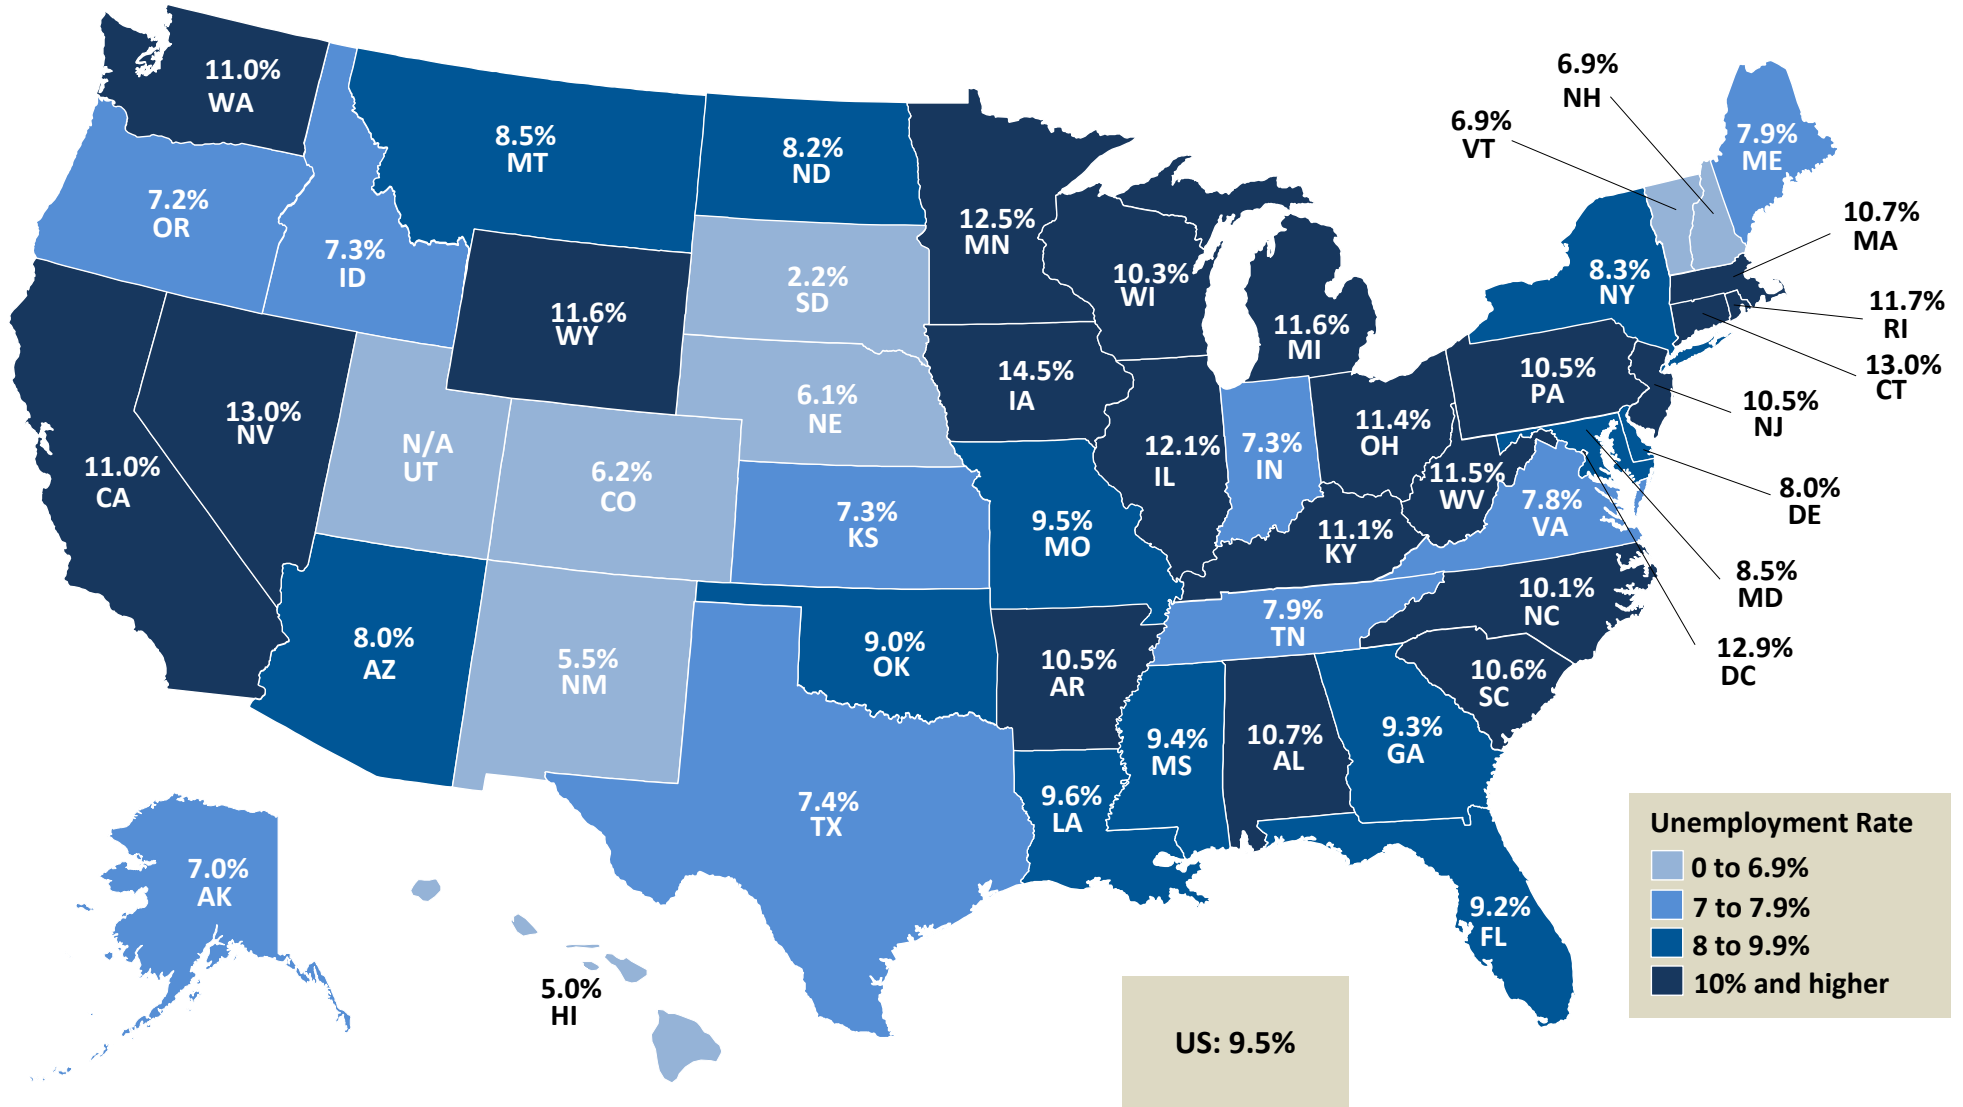 11.0%
WA
8.5%
MT
8.2%
ND
6.9%
NH
6.9%
VT
7.9%
ME
7.2%
OR
7.3%
ID
12.5%
MN
10.7%
MA
2.2%
SD
10.3%
WI
8.3%
NY
11.6%
WY
11.6%
MI
11.7%
RI
13.0%
CT
14.5%
IA
10.5%
PA
6.1%
NE
10.5%
NJ
13.0%
NV
N/A
UT
11.4%
OH
12.1%
IL
7.3%
IN
11.0%
CA
6.2%
CO
11.5%
WV
7.8%
VA
8.0%
DE
7.3%
KS
9.5%
MO
11.1%
KY
8.5%
MD
10.1%
NC
7.9%
TN
8.0%
AZ
9.0%
OK
12.9%
DC
5.5%
NM
10.5%
AR
10.6%
SC
9.4%
MS
10.7%
AL
9.3%
GA
7.4%
TX
9.6%
LA
7.0%
AK
9.2%
FL
5.0%
HI
Unemployment Rate
0 to 6.9%
7 to 7.9%
8 to 9.9%
10% and higher
US: 9.5%